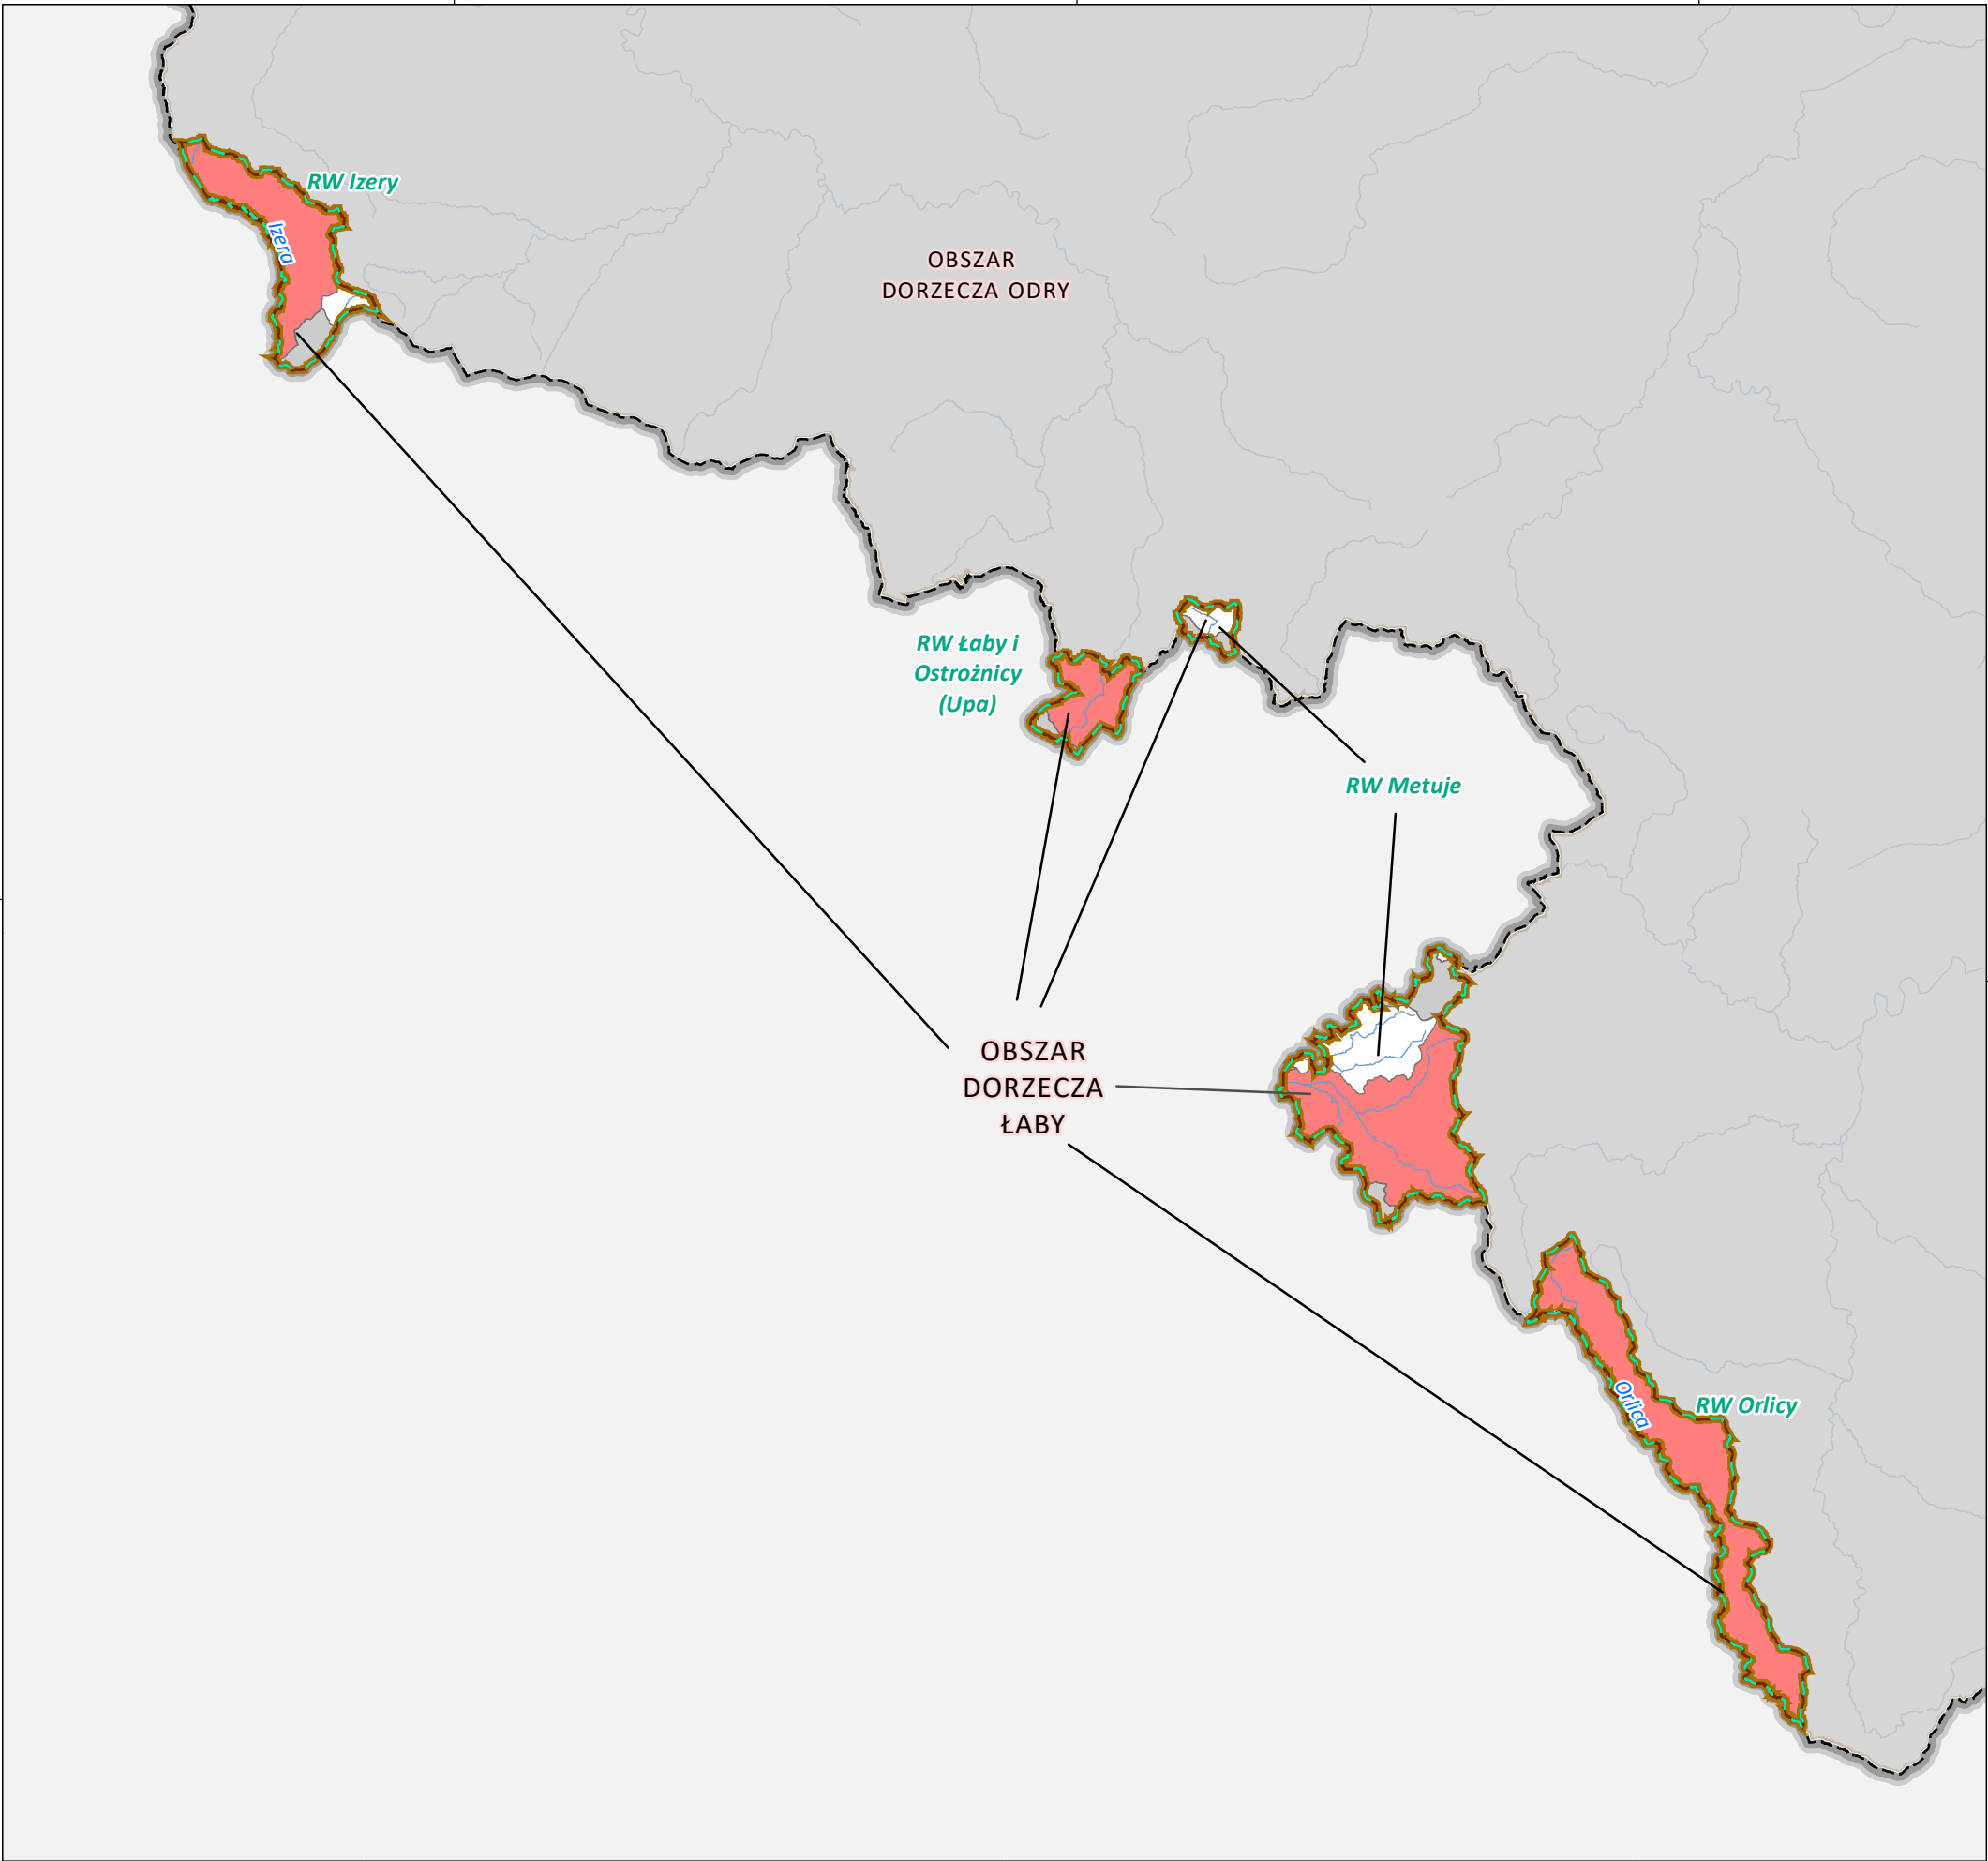 RW Izery
Izera
OBSZAR
DORZECZA ODRY
RW Łaby i
Ostrożnicy
(Upa)
RW Metuje
OBSZAR
DORZECZA
ŁABY
Orlica
RW Orlicy